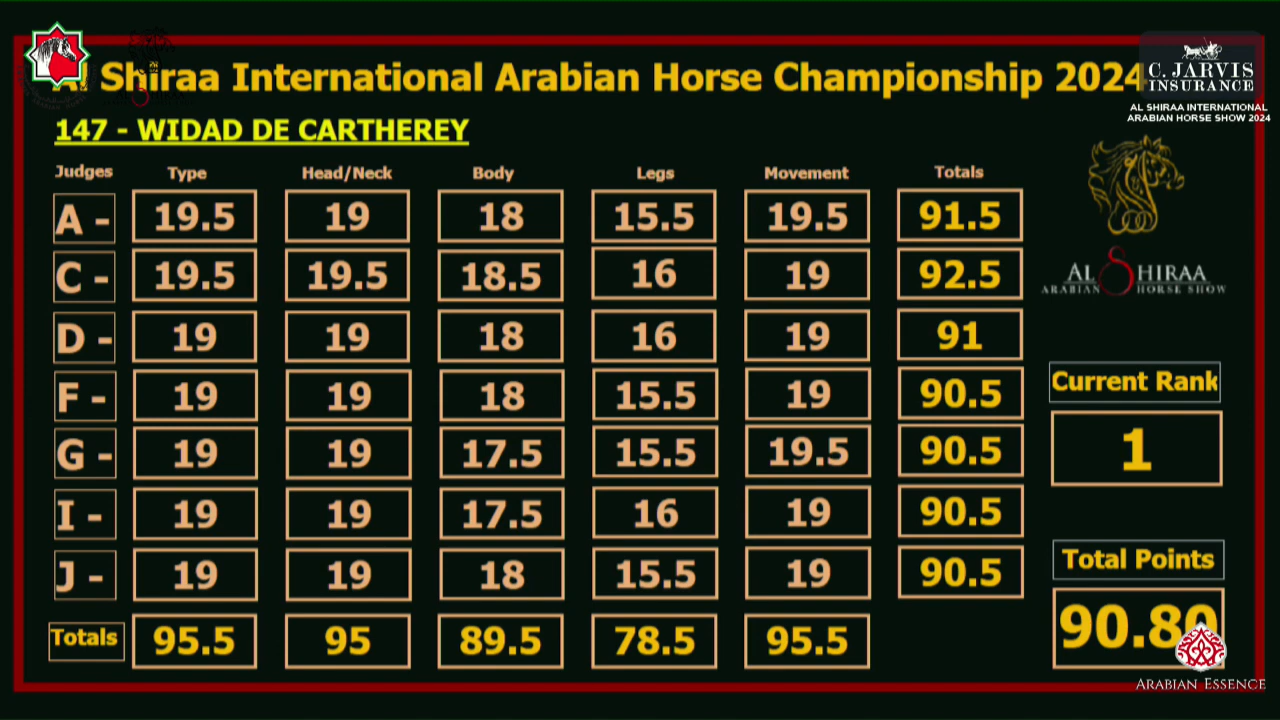 Al Shiraa International Arabian Horse Championship 2024
C. JARVIS
INSURANCE
AL SHIRAA INTERNATIONAL
ARABIAN HORSE SHOW 2024
147 - WIDAD DE CARTHEREY
Judges Type Head/Neck Body Legs Movement Totals
A - 19.5 19 18 15.5 19.5 91.5
C - 19.5 19.5 18.5 16 19 92.5
D - 19 19 18 16 19 91
F - 19 19 18 15.5 19 90.5
G - 19 19 17.5 15.5 19.5 90.5
I - 19 19 17.5 16 19 90.5
J - 19 19 18 15.5 19 90.5
Totals 95.5 95 89.5 78.5 95.5
AL SHIRAA
ARABIAN HORSE SHOW
Current Rank
1
Total Points
90.80
ARABIAN ESSENCE